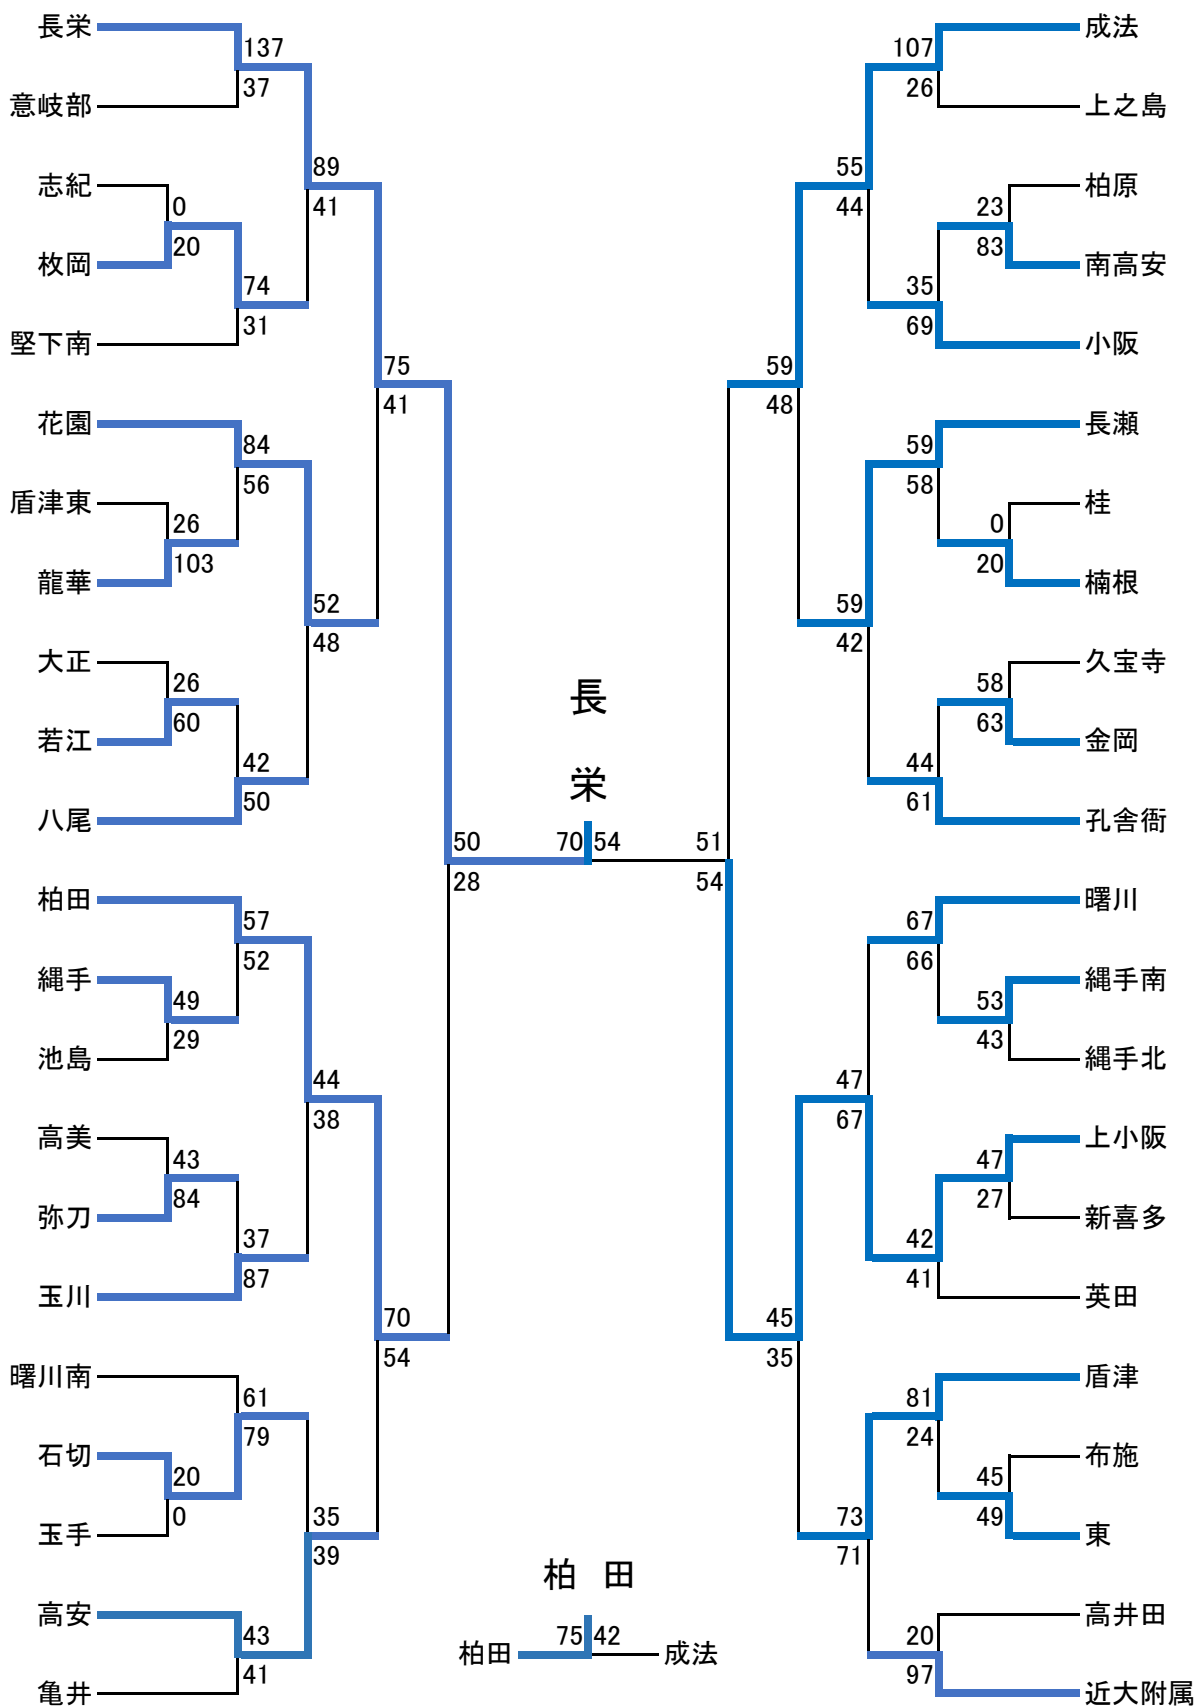 長栄
137
37
意岐部
志紀
0
20
枚岡
74
31
堅下南
89
41
花園
84
56
盾津東
26
103
龍華
52
48
大正
26
60
若江
42
50
八尾
75
41
柏田
57
52
縄手
49
29
池島
44
38
高美
43
84
弥刀
37
87
玉川
70
54
曙川南
61
79
石切
20
0
玉手
35
39
高安
43
41
亀井
50
28
長
栄
70 54
51
54
柏 田
柏田 75 42 成法
成法
107
26
上之島
55
44
柏原
23
83
南高安
35
69
小阪
59
48
長瀬
59
58
桂
0
20
楠根
59
42
久宝寺
58
63
金岡
44
61
孔舎衙
曙川
67
66
縄手南
53
43
縄手北
47
67
上小阪
47
27
新喜多
42
41
英田
45
35
盾津
81
24
布施
45
49
東
73
71
高井田
20
97
近大附属